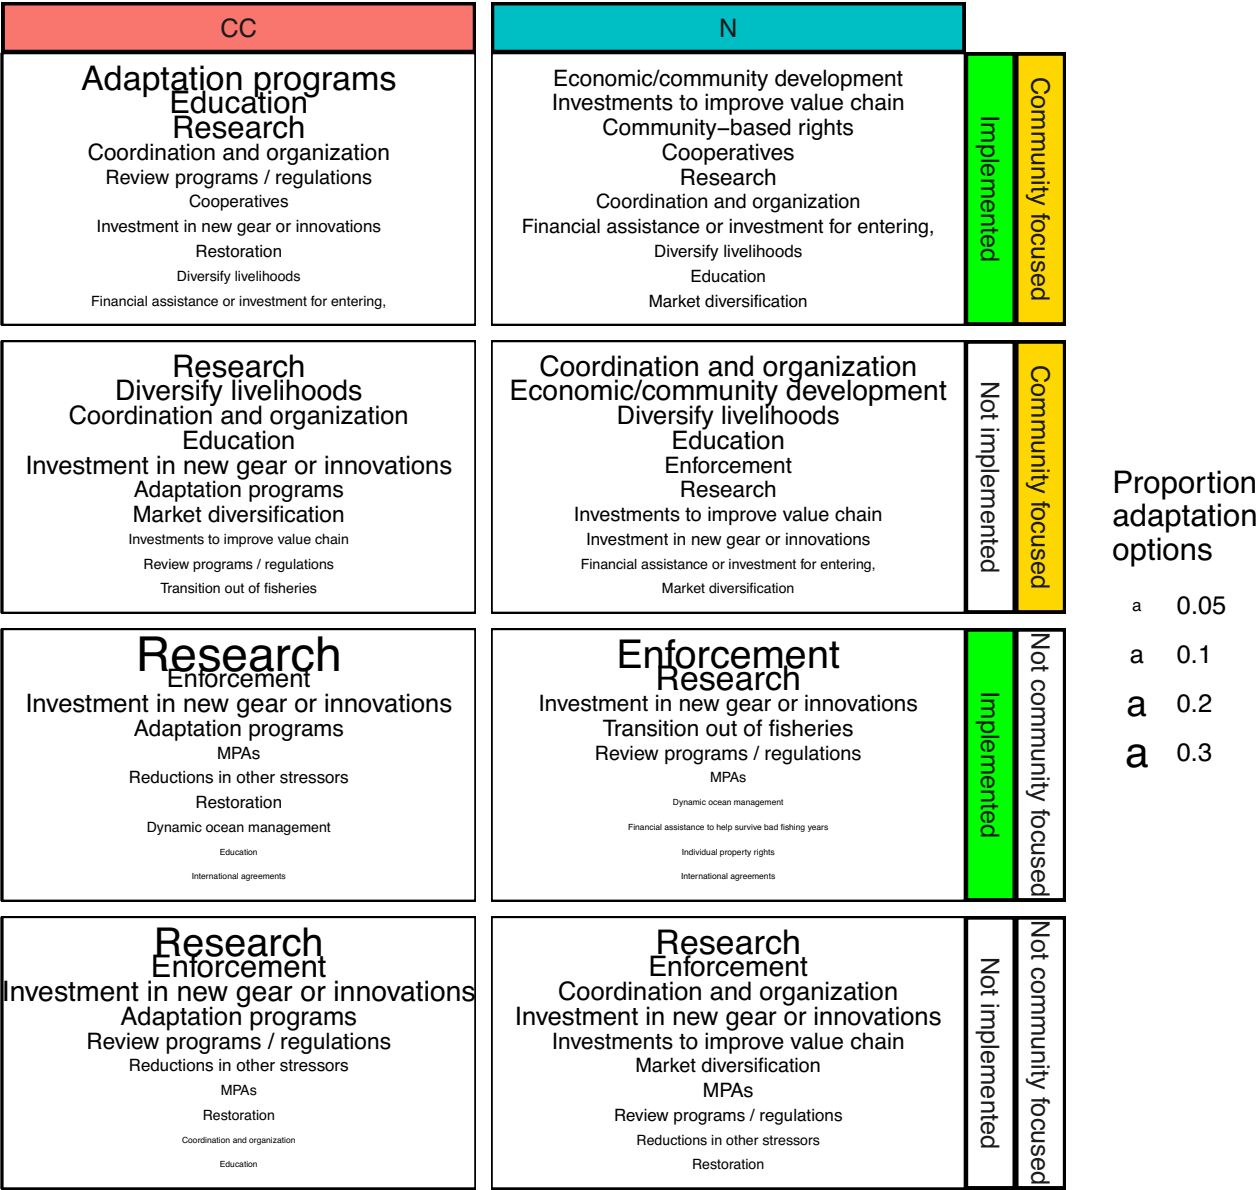 CC
N
Adaptation programs
Education
Research
Coordination and organization
Review programs / regulations
Cooperatives
Investment in new gear or innovations
Restoration
Diversify livelihoods
Financial assistance or investment for entering,
Economic/community development
Investments to improve value chain
Community−based rights
Cooperatives
Research
Coordination and organization
Financial assistance or investment for entering,
Diversify livelihoods
Education
Market diversification
Implemented
Community focused
Research
Diversify livelihoods
Coordination and organization
Education
Investment in new gear or innovations
Adaptation programs
Market diversification
Investments to improve value chain
Review programs / regulations
Transition out of fisheries
Coordination and organization
Economic/community development
Diversify livelihoods
Education
Enforcement
Research
Investments to improve value chain
Investment in new gear or innovations
Financial assistance or investment for entering,
Market diversification
Not implemented
Community focused
Research
Enforcement
Investment in new gear or innovations
Adaptation programs
MPAs
Reductions in other stressors
Restoration
Dynamic ocean management
Education
International agreements
Enforcement
Research
Investment in new gear or innovations
Transition out of fisheries
Review programs / regulations
MPAs
Dynamic ocean management
Financial assistance to help survive bad fishing years
Individual property rights
International agreements
Implemented
Not community focused
Research
Enforcement
Investment in new gear or innovations
Adaptation programs
Review programs / regulations
Reductions in other stressors
MPAs
Restoration
Coordination and organization
Education
Research
Enforcement
Coordination and organization
Investment in new gear or innovations
Investments to improve value chain
Market diversification
MPAs
Review programs / regulations
Reductions in other stressors
Restoration
Not implemented
Not community focused
Proportion
adaptation
options
a 0.05
a 0.1
a 0.2
a 0.3